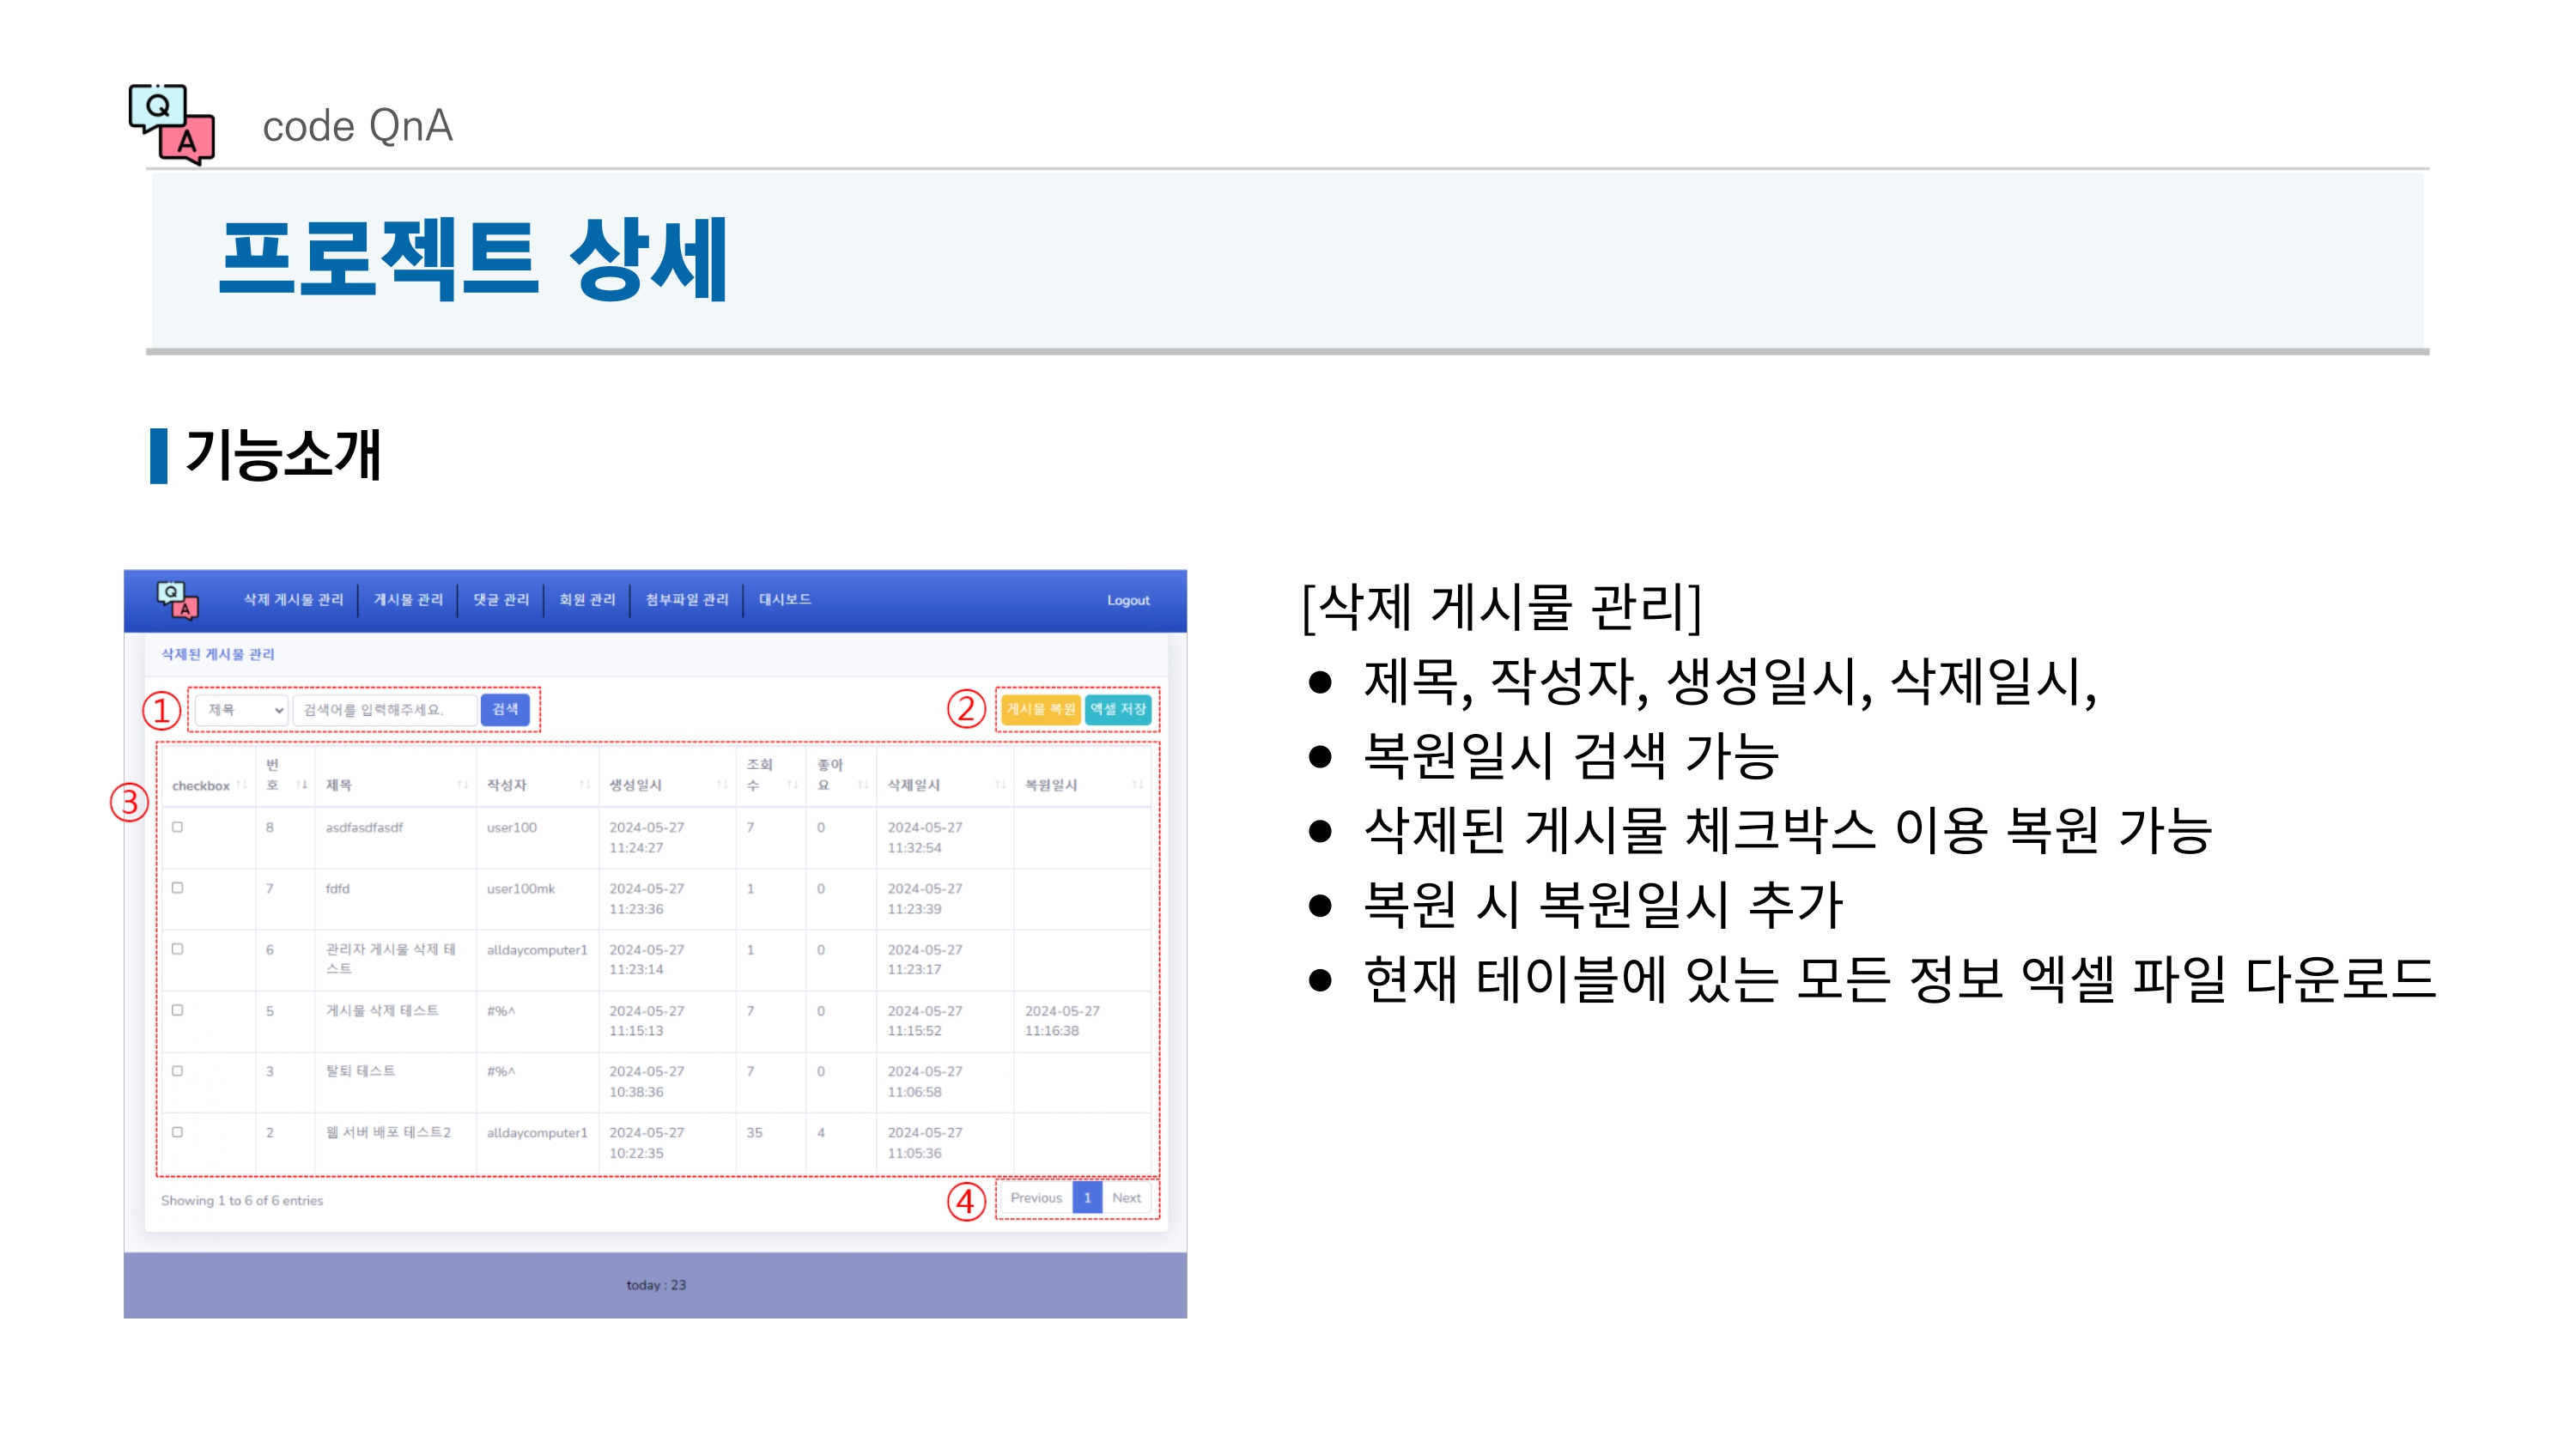 Q
A
code QnA
프로젝트 상세
기능소개
Q
A
삭제 게시물 관리
게시물 관리
댓글 관리
회원 관리
첨부파일 관리
대시보드
Logout
삭제된 게시물 관리
①
제목
검색어를 입력해주세요.
검색
②
게시물 복원
엑셀 저장
③
checkbox
번
호
제목
작성자
생성일시
조회
수
좋아
요
삭제일시
복원일시
8
asdfasdfasdf
user100
2024-05-27
11:24:27
7
0
2024-05-27
11:32:54
7
fdfd
user100mk
2024-05-27
11:23:36
1
0
2024-05-27
11:23:39
6
관리자 게시물 삭제 테
스트
alldaycomputer1
2024-05-27
11:23:14
1
0
2024-05-27
11:23:17
5
게시물 삭제 테스트
#%^
2024-05-27
11:15:13
7
0
2024-05-27
11:15:52
2024-05-27
11:16:38
3
탈퇴 테스트
#%^
2024-05-27
10:38:36
7
0
2024-05-27
11:06:58
2
웹 서버 배포 테스트2
alldaycomputer1
2024-05-27
10:22:35
35
4
2024-05-27
11:05:36
Showing 1 to 6 of 6 entries
④
Previous
1
Next
today : 23
[삭제 게시물 관리]
● 제목, 작성자, 생성일시, 삭제일시,
● 복원일시 검색 가능
● 삭제된 게시물 체크박스 이용 복원 가능
● 복원 시 복원일시 추가
● 현재 테이블에 있는 모든 정보 엑셀 파일 다운로드